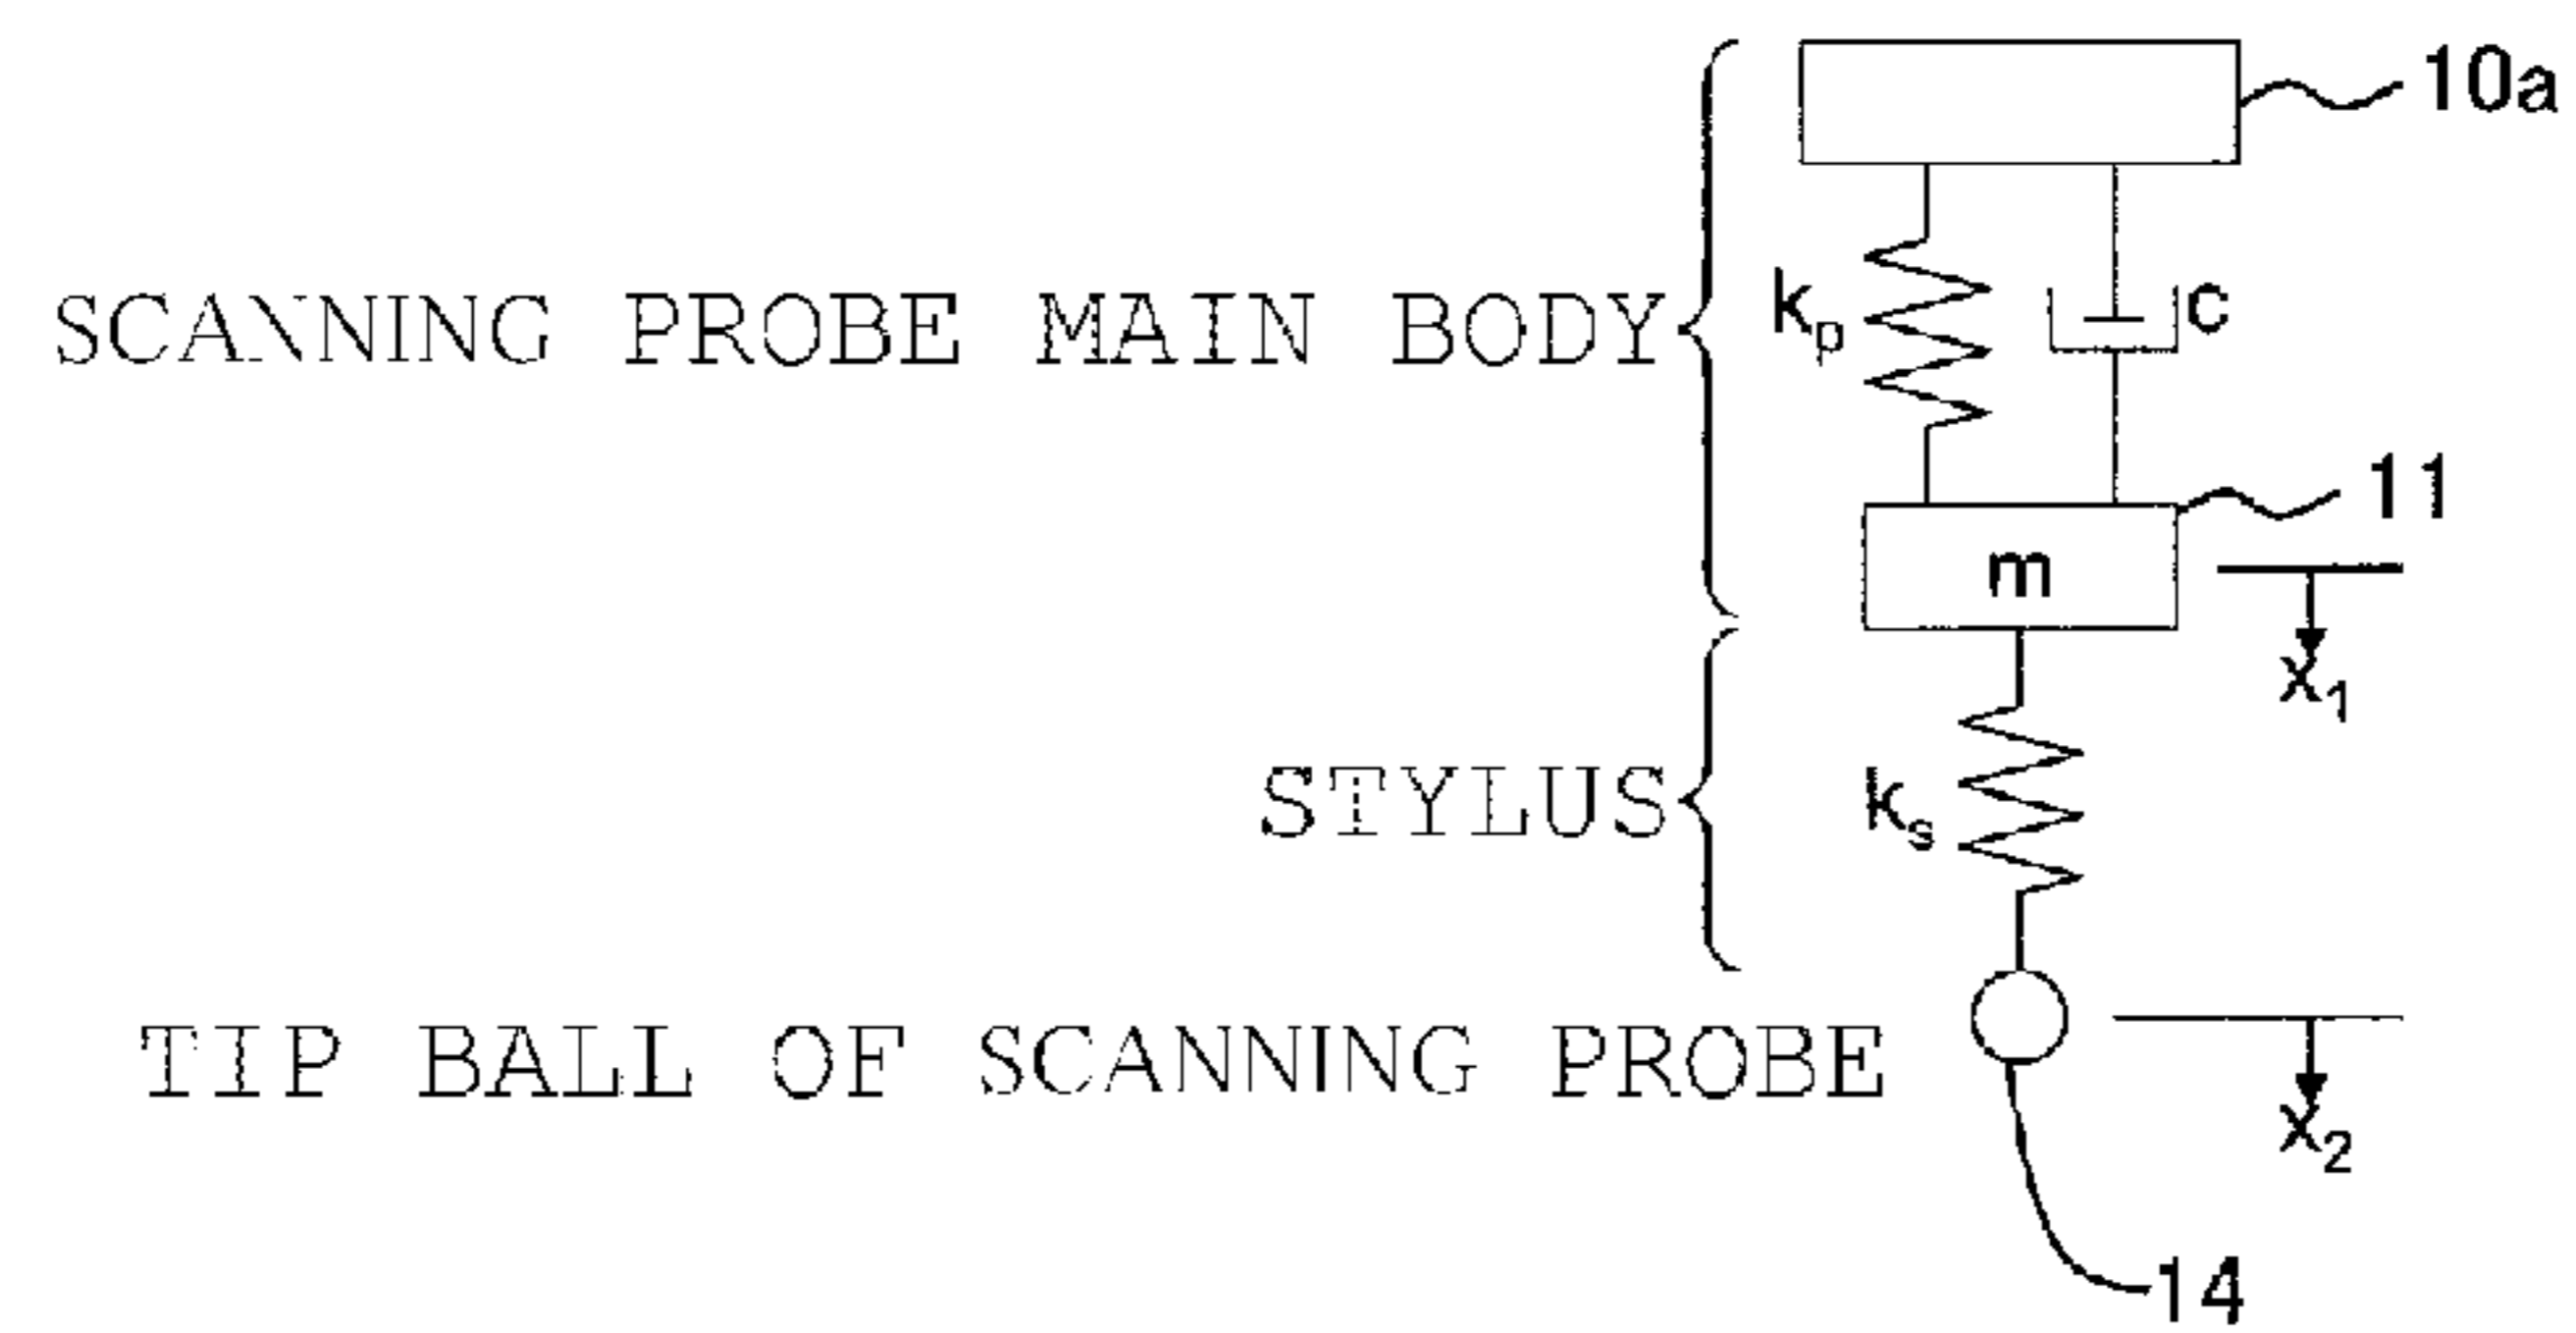 10a
SCANNING PROBE MAIN BODY
kp
c
11
m
x1
STYLUS
ks
TIP BALL OF SCANNING PROBE
x2
14